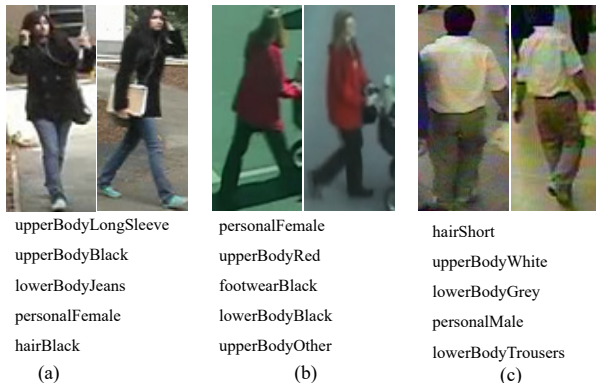 upperBodyLongSleeve
upperBodyBlack
lowerBodyJeans
personalFemale
hairBlack
(a)
personalFemale
upperBodyRed
footwearBlack
lowerBodyBlack
upperBodyOther
(b)
hairShort
upperBodyWhite
lowerBodyGrey
personalMale
lowerBodyTrousers
(c)